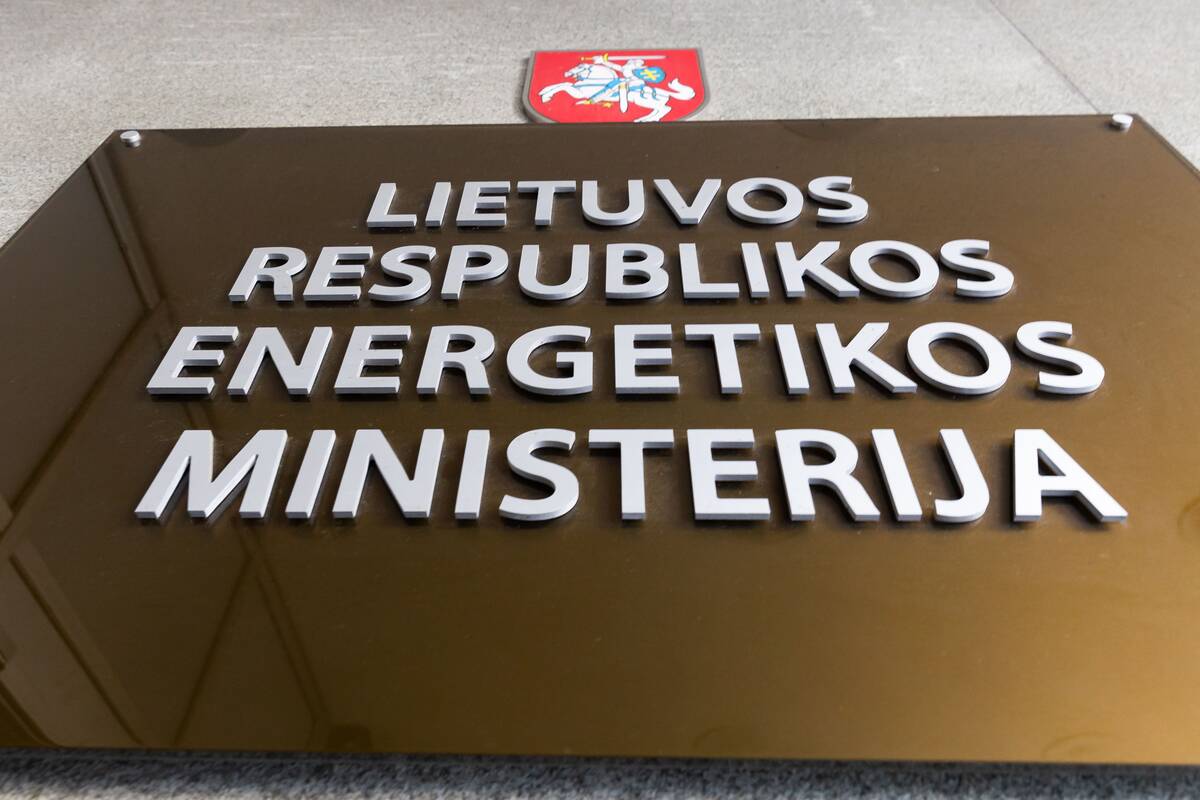 LIETUVOS
RESPUBLIKOS
ENERGETIKOS
MINISTERIJA